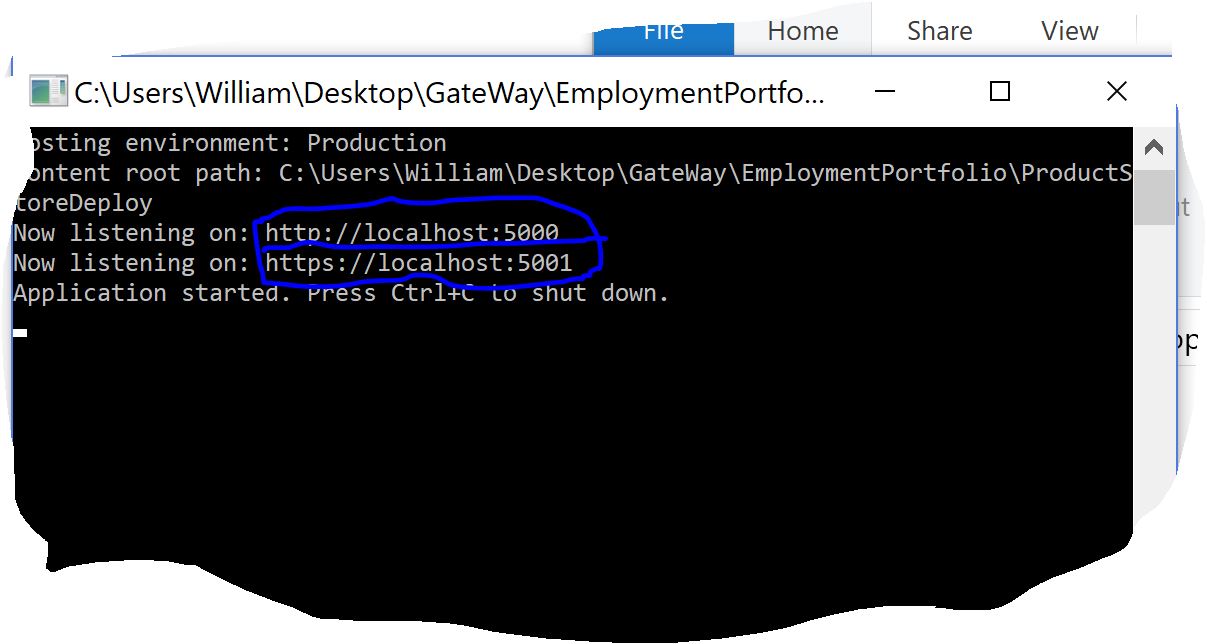 File Home Share View
C:\Users\William\Desktop\GateWay\EmploymentPortfo...
osting environment: Production
ontent root path: C:\Users\William\Desktop\GateWay\EmploymentPortfolio\ProductS
toreDeploy
Now listening on: http://localhost:5000
Now listening on: https://localhost:5001
Application started. Press Ctrl+C to shut down.